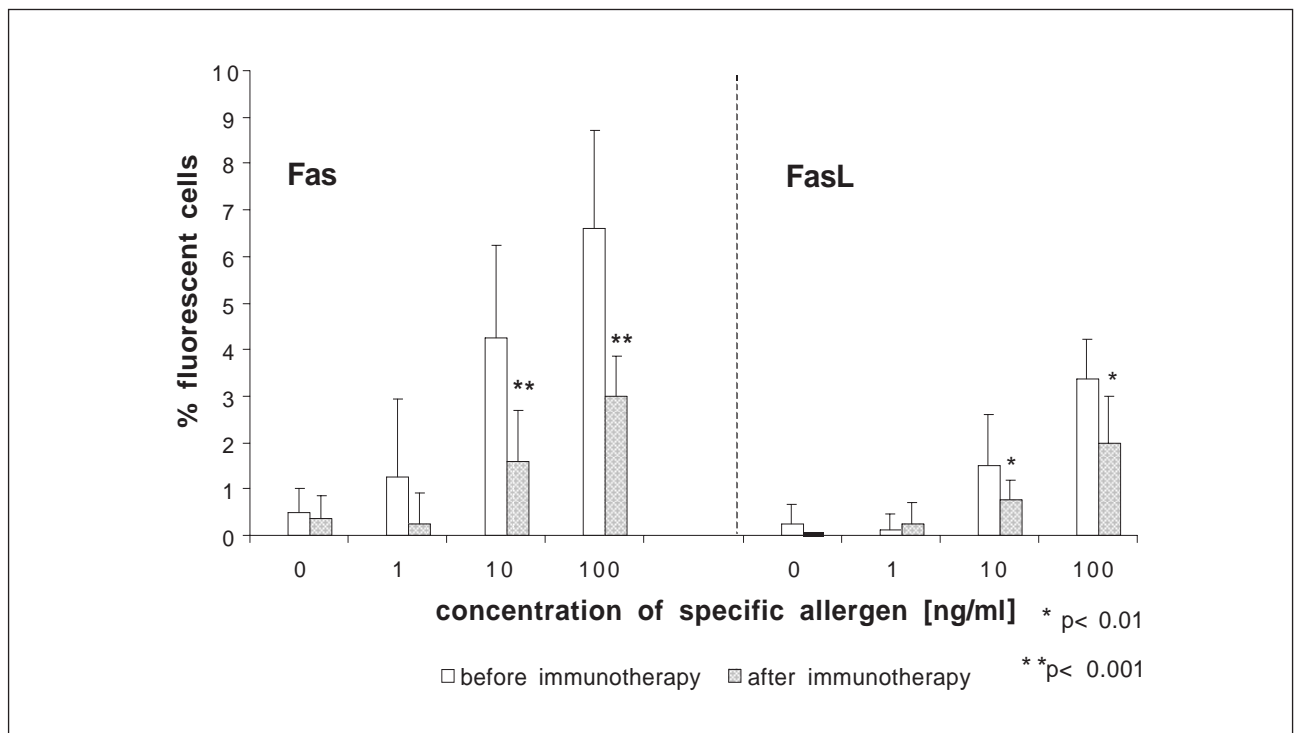 10
9
8
7
6
5
4
3
2
1
0
% fluorescent cells
Fas
FasL
**
**
*
*
0 1 10 100 0 1 10 100
concentration of specific allergen [ng/ml]
* p< 0.01
**p< 0.001
before immunotherapy after immunotherapy